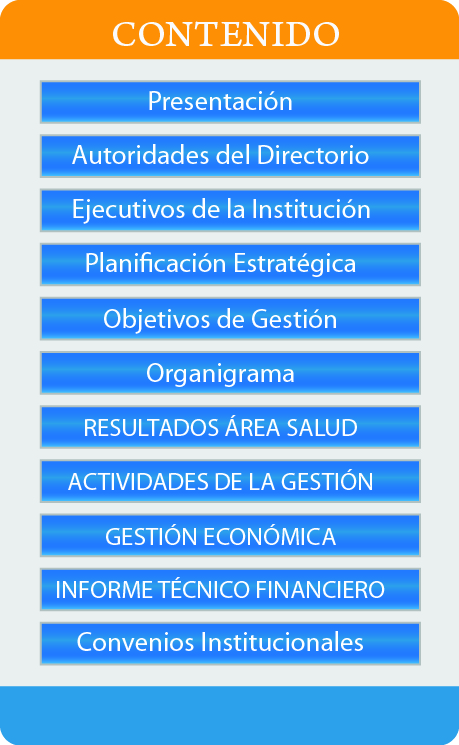 CONTENIDO
Presentación
Autoridades del Directorio
Ejecutivos de la Institución
Planificación Estratégica
Objetivos de Gestión
Organigrama
RESULTADOS ÁREA SALUD
ACTIVIDADES DE LA GESTIÓN
GESTIÓN ECONÓMICA
INFORME TÉCNICO FINANCIERO
Convenios Institucionales